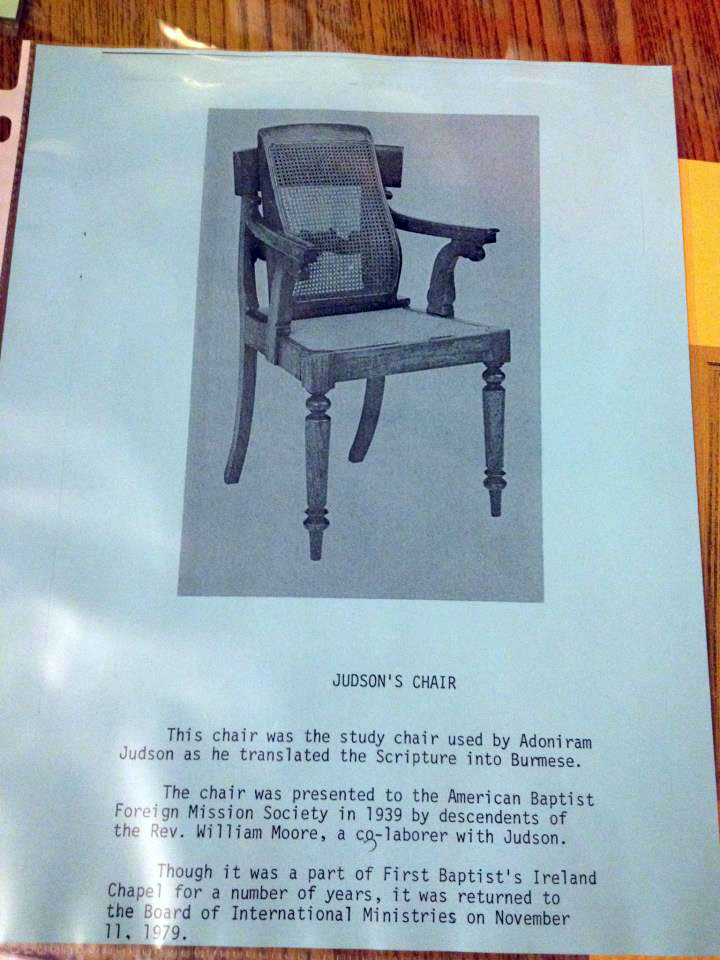 JUDSON'S CHAIR
This chair was the study chair used by Adoniram
Judson as he translated the Scripture into Burmese.
The chair was presented to the American Baptist
Foreign Mission Society in 1939 by descendents of
the Rev. William Moore, a co-laborer with Judson.
Though it was a part of First Baptist's Ireland
Chapel for a number of years, it was returned to
the Board of International Ministries on November
11, 1979.